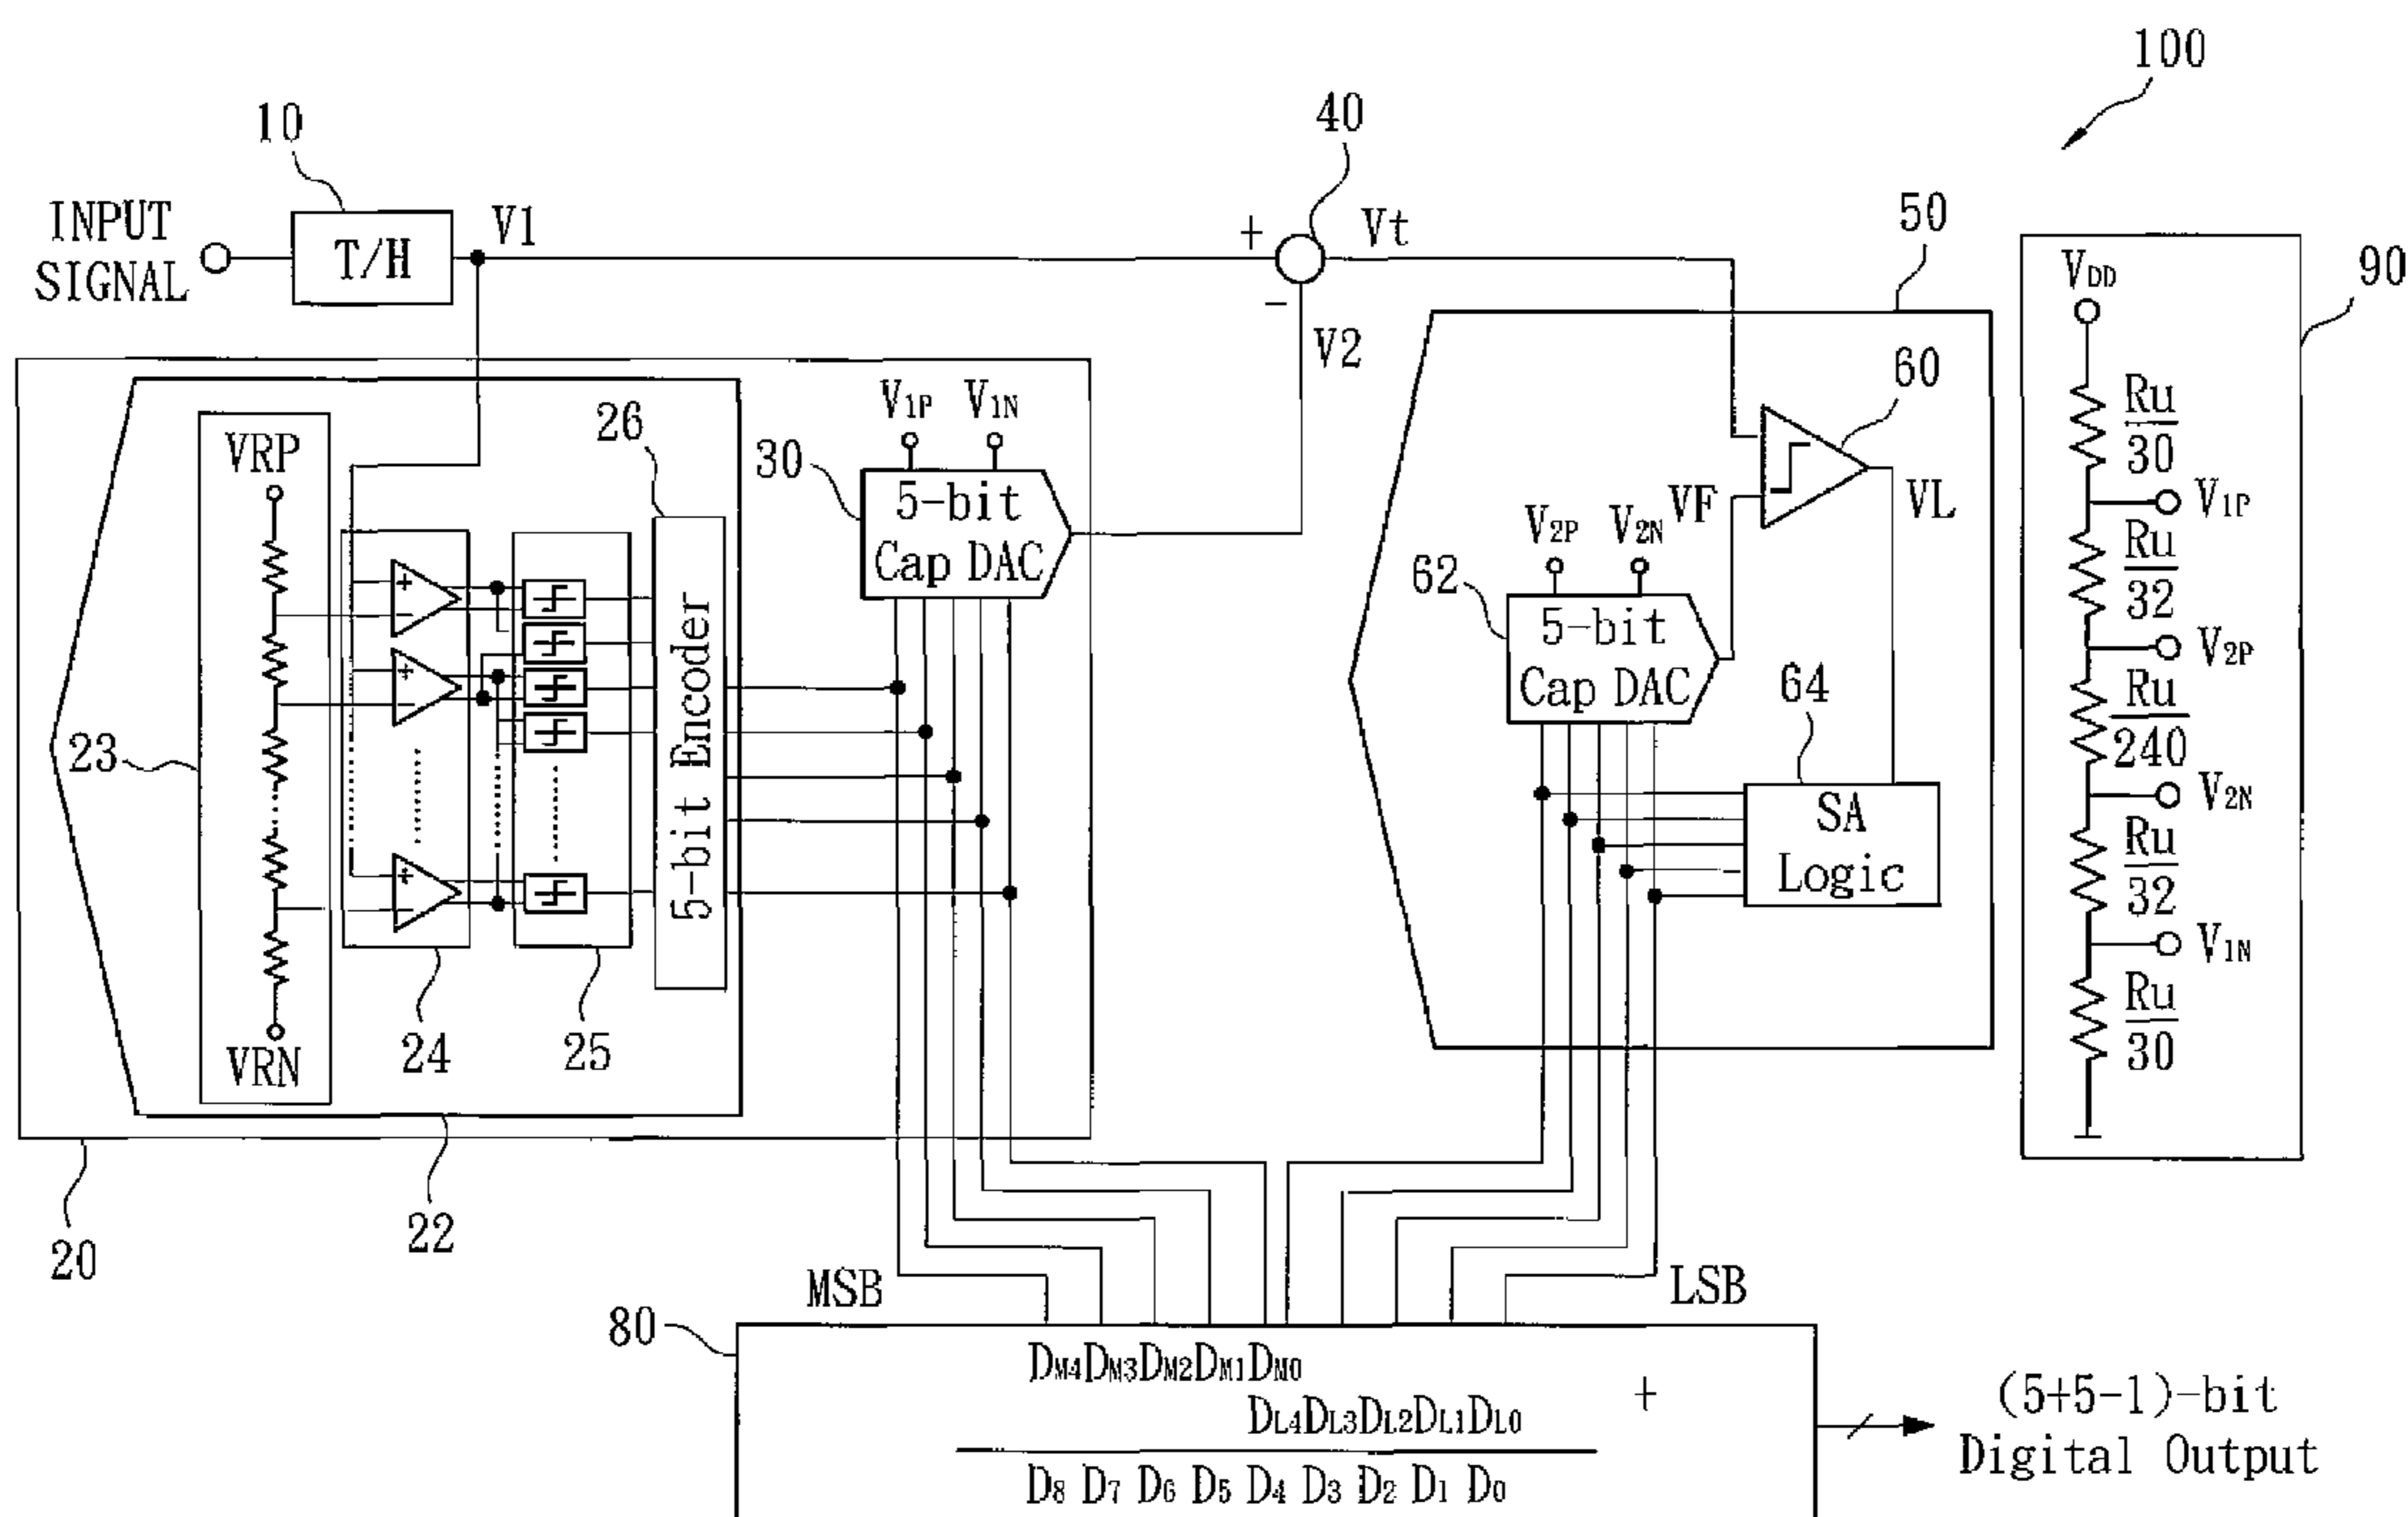 100
10
40
INPUT
SIGNAL
T/H
V1
+
Vt
−
V2
50
90
VDD
60
Ru
30
V1P
Ru
32
V2P
Ru
240
V2N
Ru
32
V1N
Ru
30
VRP
23
VRN
+
−
+
−
+
−
24
25
26
5-bit Encoder
V1P V1N
30
5-bit
Cap DAC
20
22
V2P V2N
VF
VL
62
5-bit
Cap DAC
64
SA
Logic
MSB
LSB
80
DM4DM3DM2DM1DM0
DL4DL3DL2DL1DL0
+
D8 D7 D6 D5 D4 D3 D2 D1 D0
(5+5-1)-bit
Digital Output